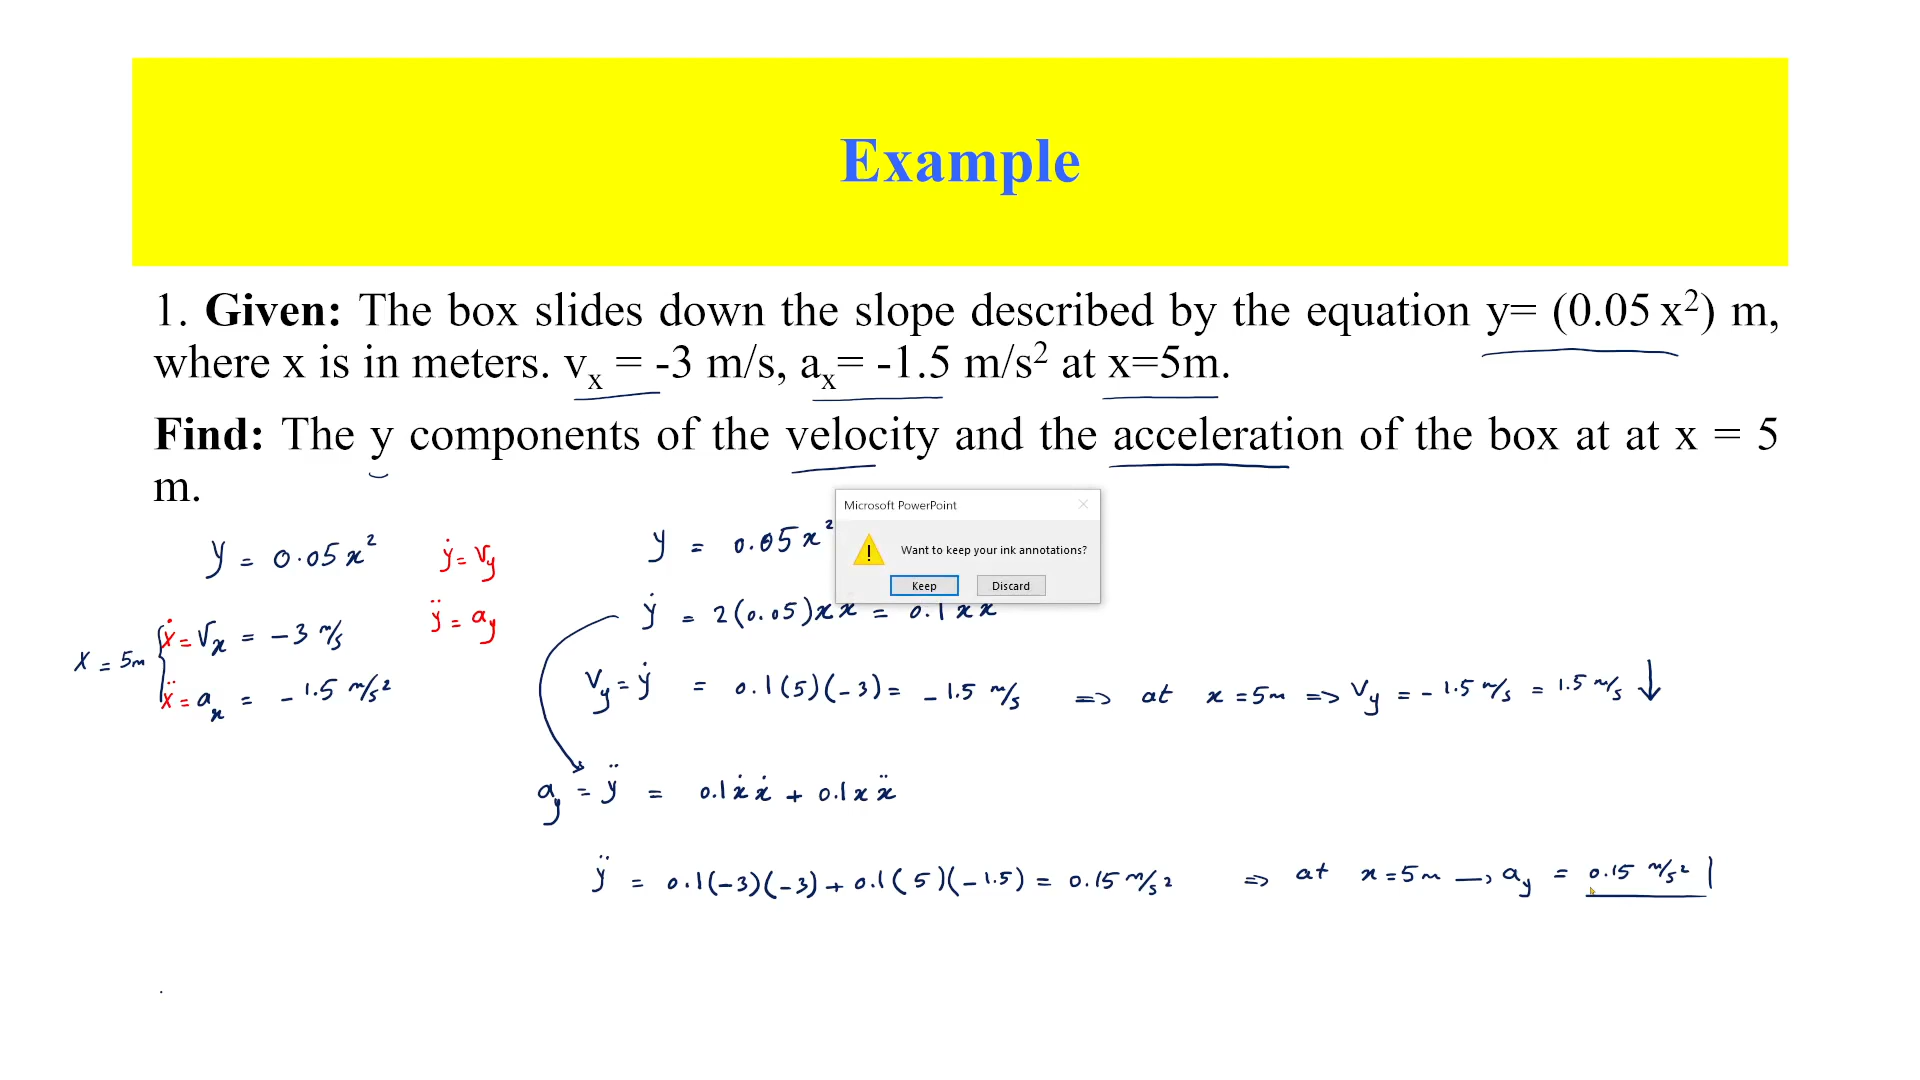 Example
1. Given: The box slides down the slope described by the equation y= (0.05 x²) m,
where x is in meters. vₓ = -3 m/s, aₓ= -1.5 m/s² at x=5m.
Find: The y components of the velocity and the acceleration of the box at at x = 5
m.
y = 0.05x²
ẏ = Vy
ÿ = ay
x = 5m
ẋ = Vx = -3 m/s
ẍ = ax = -1.5 m/s²
y = 0.05x²
ẏ = 2(0.05)xẋ = 0.1xẋ
Vy = ẏ = 0.1(5)(-3) = -1.5 m/s => at x = 5m => Vy = -1.5 m/s = 1.5 m/s ↓
ay = ÿ = 0.1ẋẋ + 0.1xẍ
ÿ = 0.1(-3)(-3) + 0.1(5)(-1.5) = 0.15 m/s² => at x = 5m → ay = 0.15 m/s²
Microsoft PowerPoint
Want to keep your ink annotations?
Keep
Discard